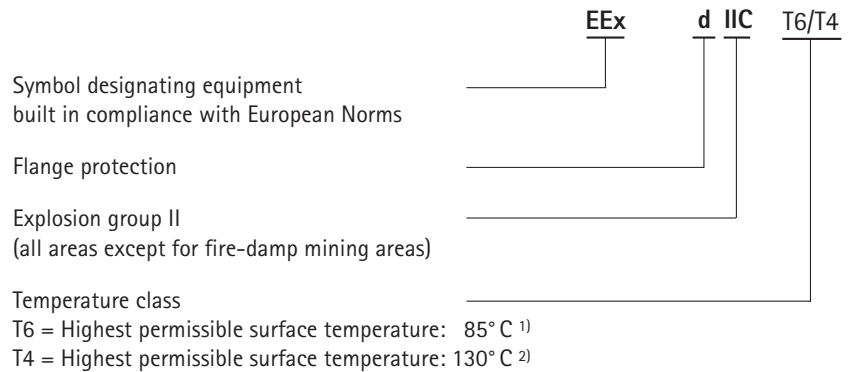 EEx d IIC T6/T4
Symbol designating equipment
built in compliance with European Norms
Flange protection
Explosion group II
(all areas except for fire-damp mining areas)
Temperature class
T6 = Highest permissible surface temperature: 85° C 1)
T4 = Highest permissible surface temperature: 130° C 2)